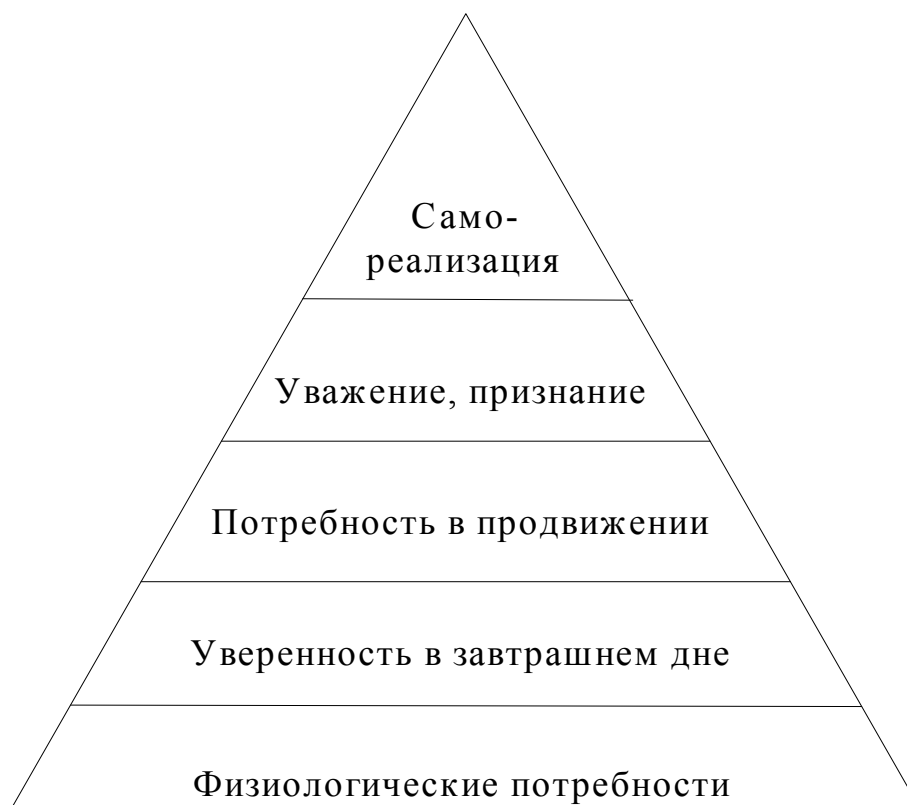 Само-
реализация
Уважение, признание
Потребность в продвижении
Уверенность в завтрашнем дне
Физиологические потребности